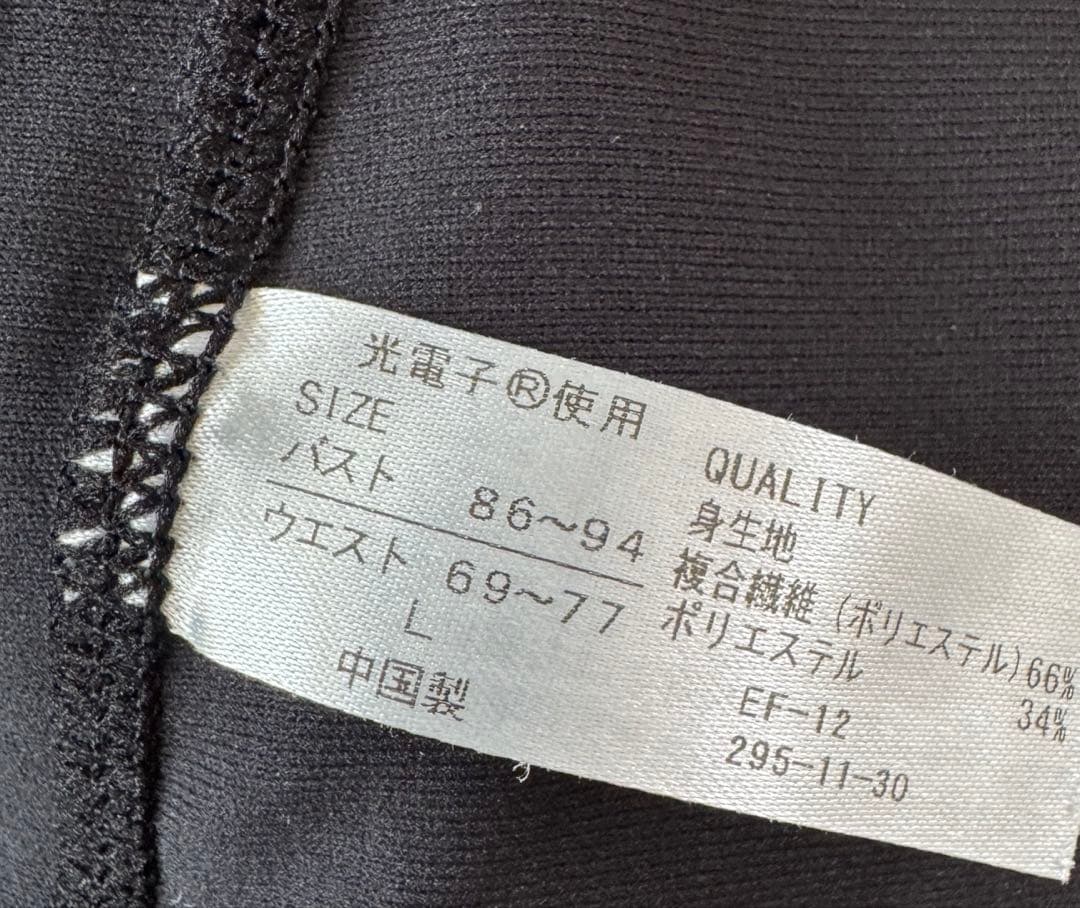 光電子®使用
SIZE
バスト 86~94
ウエスト 69~77
L
中国製
QUALITY
身生地
複合繊維(ポリエステル)66%
ポリエステル 34%
EF-12
295-11-30